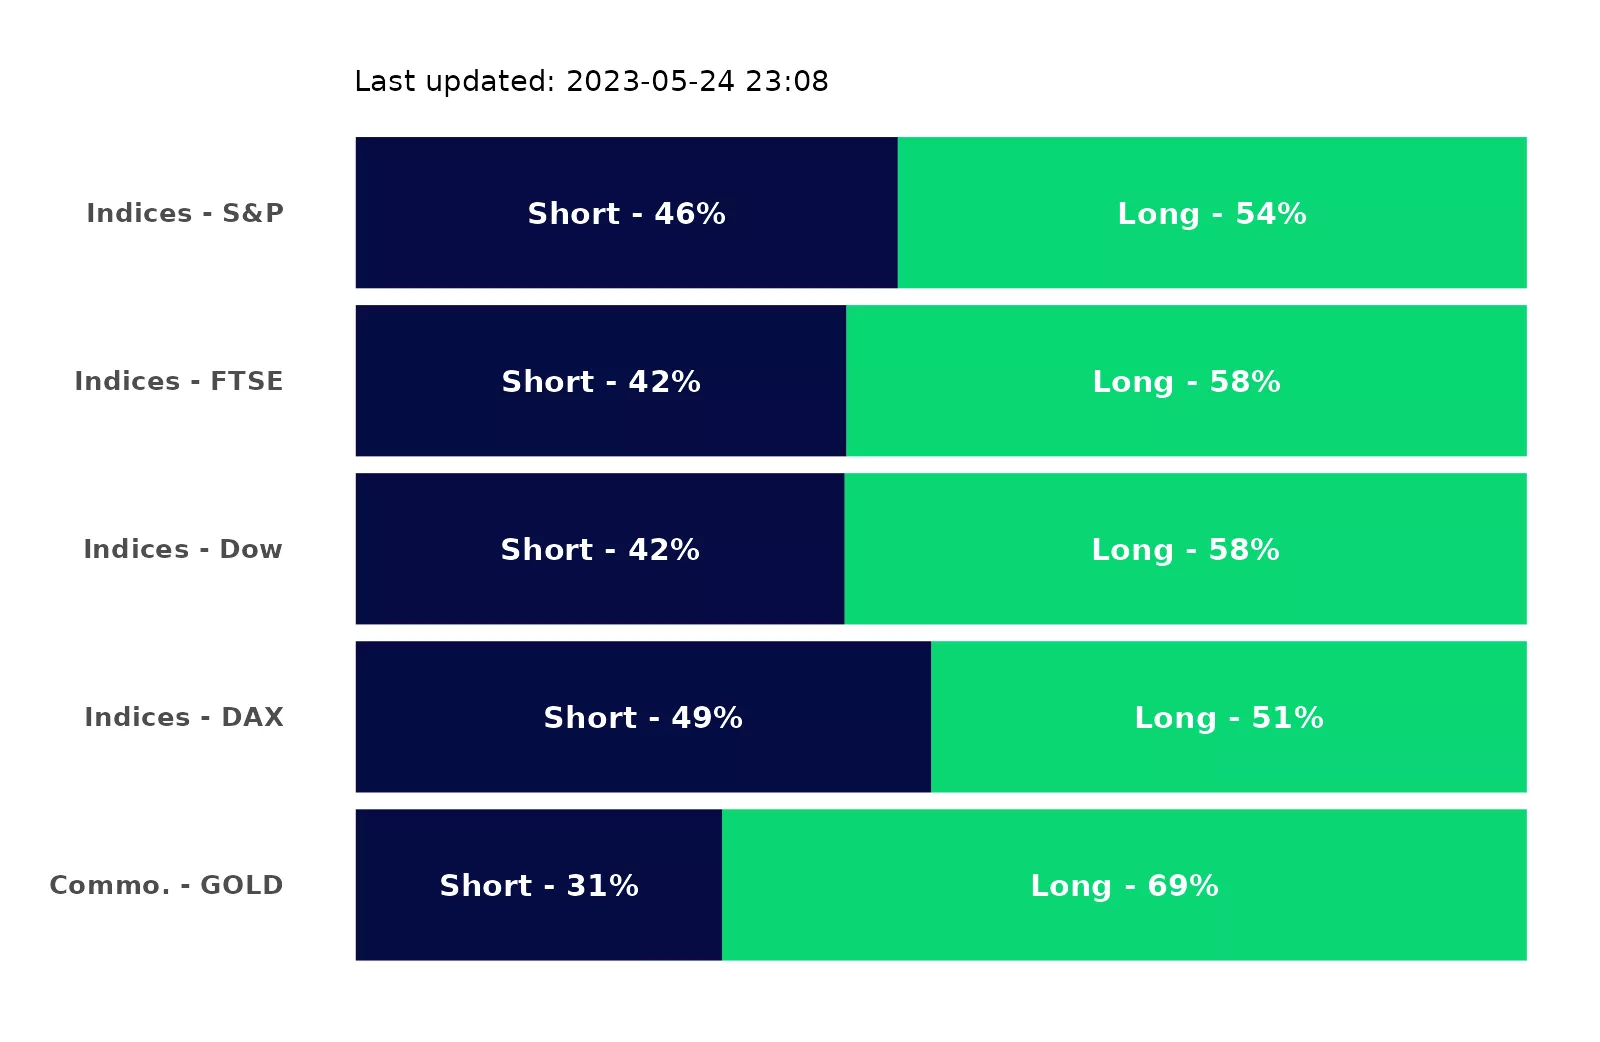 Last updated: 2023-05-24 23:08
Indices - S&P Short - 46% Long - 54%
Indices - FTSE Short - 42% Long - 58%
Indices - Dow Short - 42% Long - 58%
Indices - DAX Short - 49% Long - 51%
Commo. - GOLD Short - 31% Long - 69%